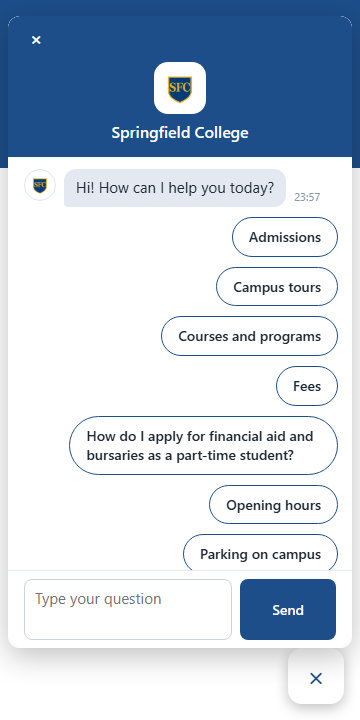 SFC
Springfield College
SFC
Hi! How can I help you today?
23:57
Admissions
Campus tours
Courses and programs
Fees
How do I apply for financial aid and
bursaries as a part-time student?
Opening hours
Parking on campus
Type your question
Send